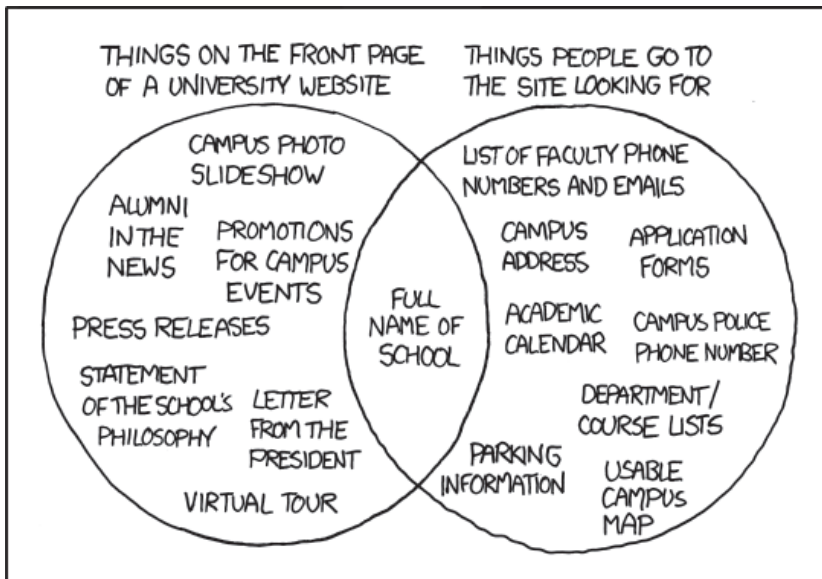 THINGS ON THE FRONT PAGE
OF A UNIVERSITY WEBSITE
THINGS PEOPLE GO TO
THE SITE LOOKING FOR
CAMPUS PHOTO
SLIDESHOW
ALUMNI
IN THE
NEWS
PROMOTIONS
FOR CAMPUS
EVENTS
PRESS RELEASES
STATEMENT
OF THE SCHOOL'S
PHILOSOPHY
LETTER
FROM THE
PRESIDENT
VIRTUAL TOUR
FULL
NAME OF
SCHOOL
LIST OF FACULTY PHONE
NUMBERS AND EMAILS
CAMPUS
ADDRESS
APPLICATION
FORMS
ACADEMIC
CALENDAR
CAMPUS POLICE
PHONE NUMBER
DEPARTMENT/
COURSE LISTS
PARKING
INFORMATION
USABLE
CAMPUS
MAP